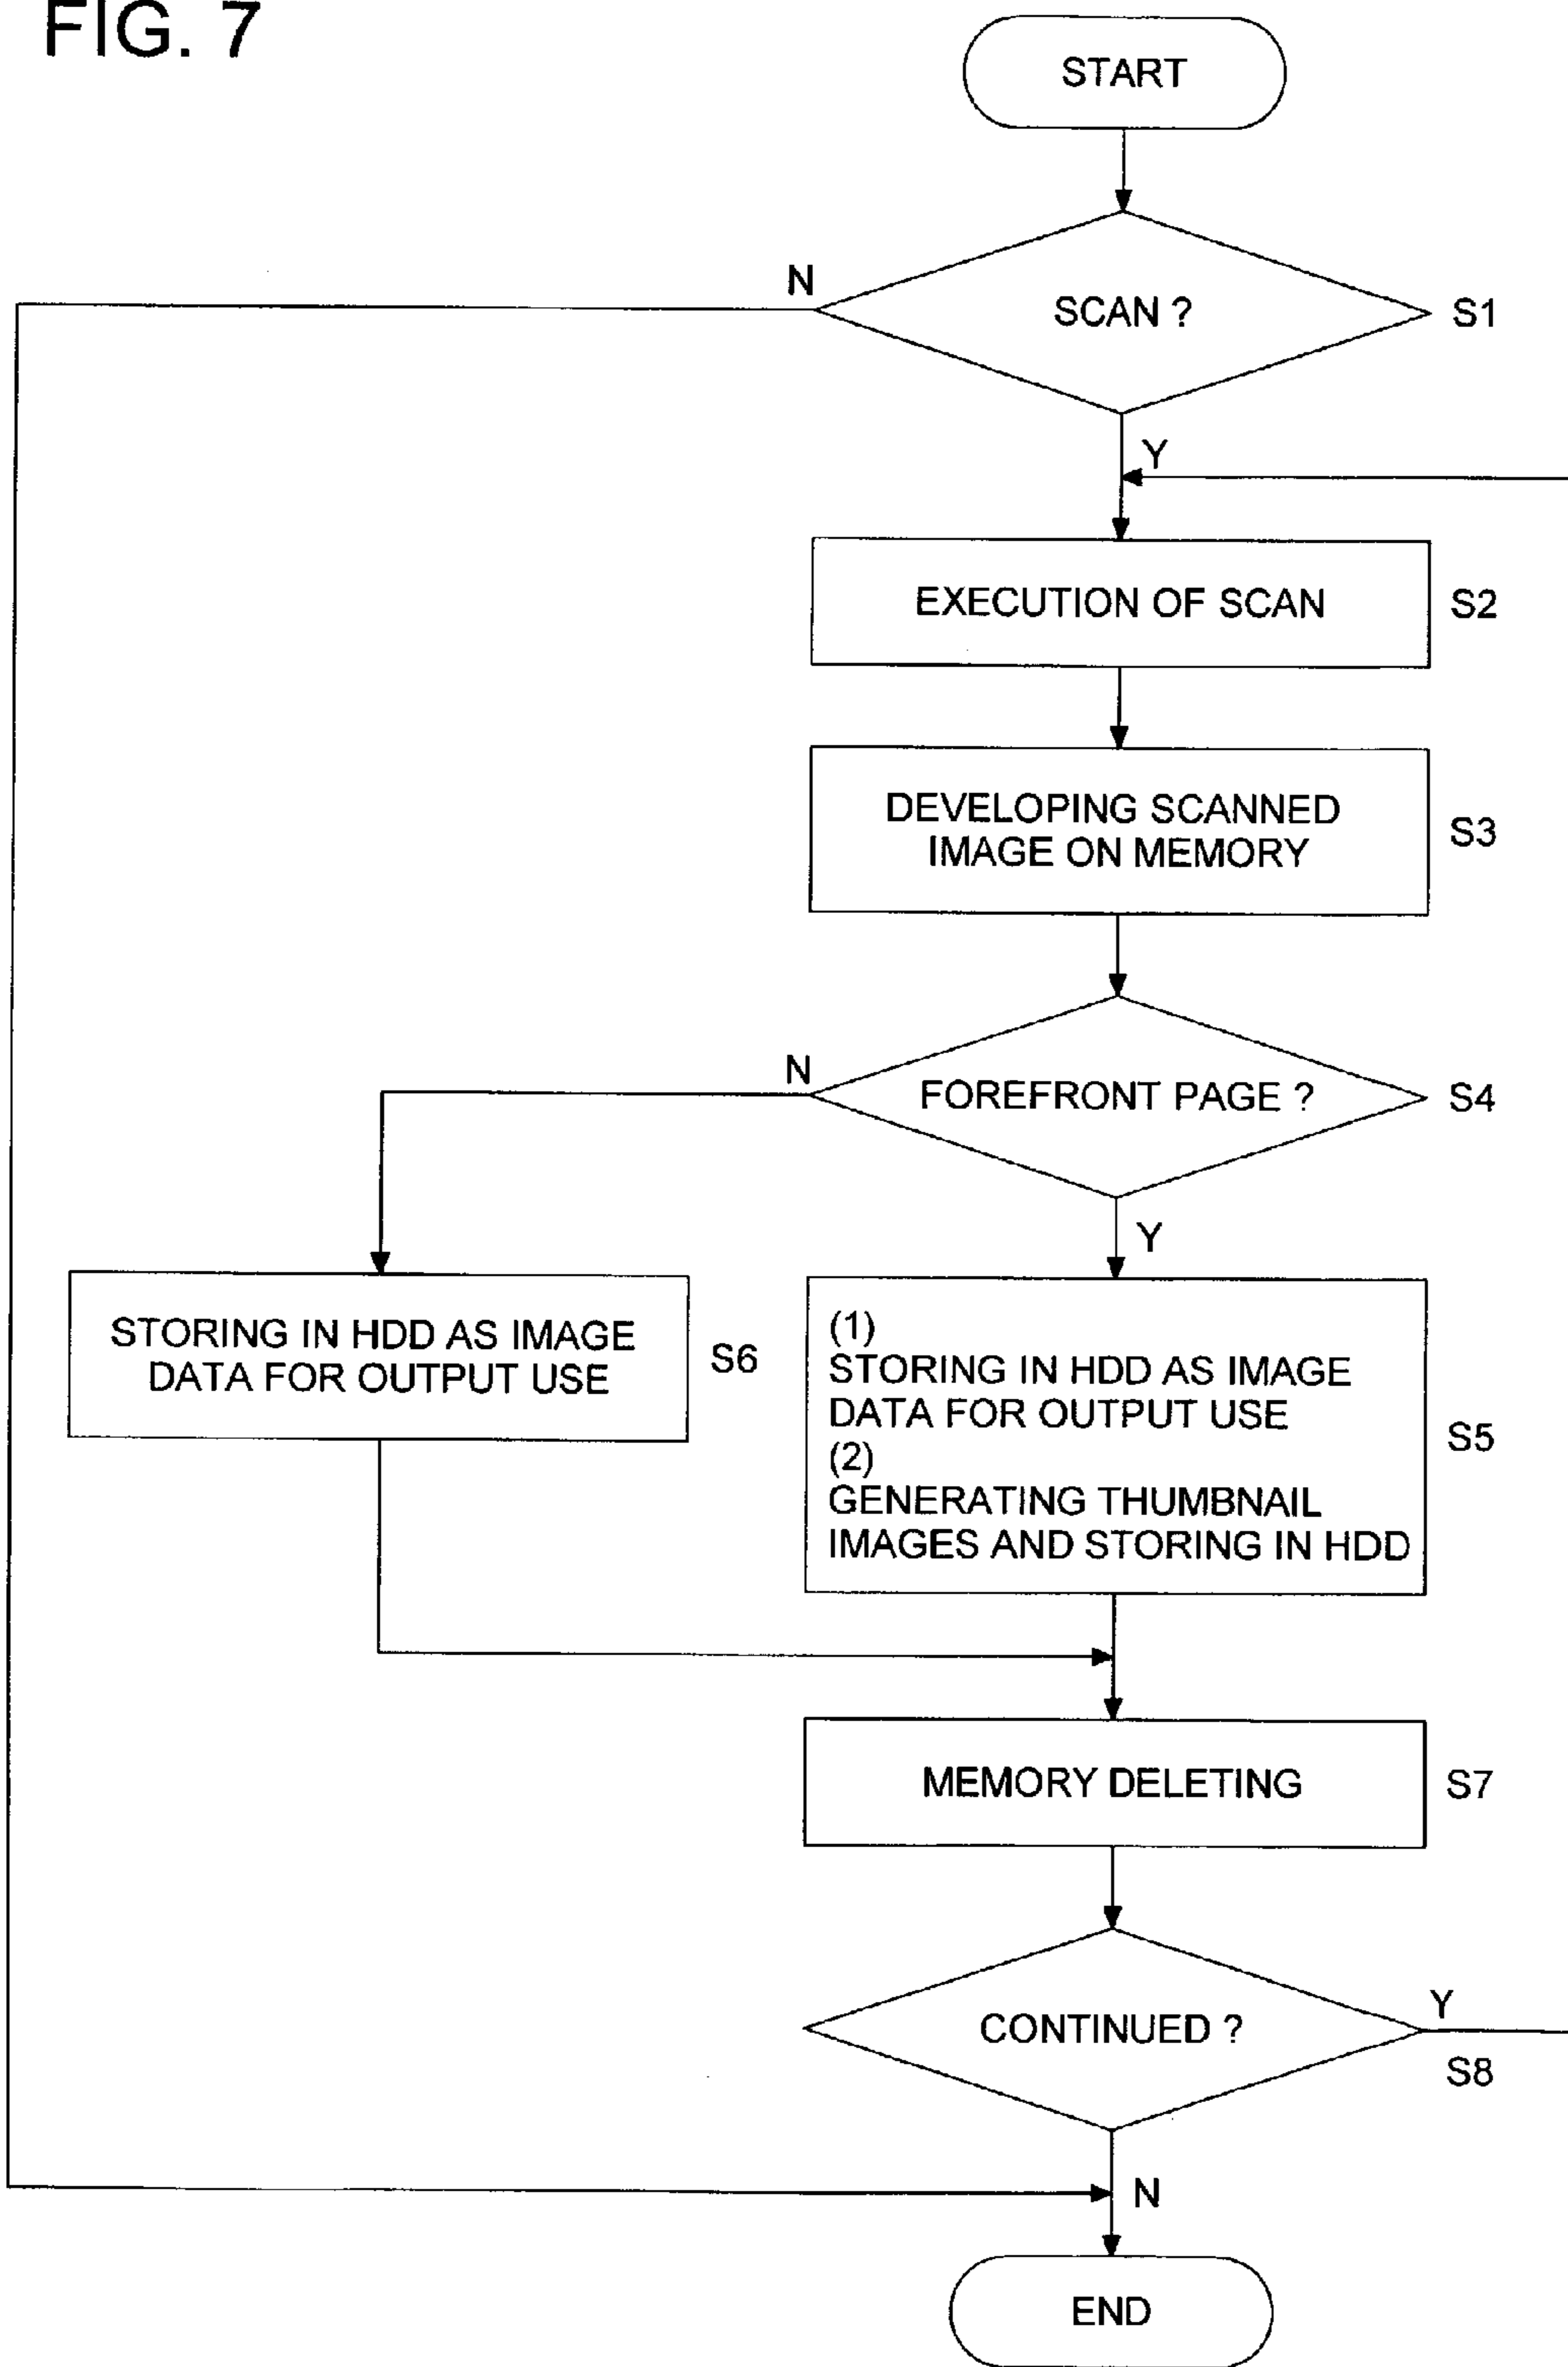 FIG. 7
START
N
SCAN ?
S1
Y
EXECUTION OF SCAN
S2
DEVELOPING SCANNED
IMAGE ON MEMORY
S3
N
FOREFRONT PAGE ?
S4
Y
STORING IN HDD AS IMAGE
DATA FOR OUTPUT USE
S6
(1)
STORING IN HDD AS IMAGE
DATA FOR OUTPUT USE
(2)
GENERATING THUMBNAIL
IMAGES AND STORING IN HDD
S5
MEMORY DELETING
S7
CONTINUED ?
Y
S8
N
END